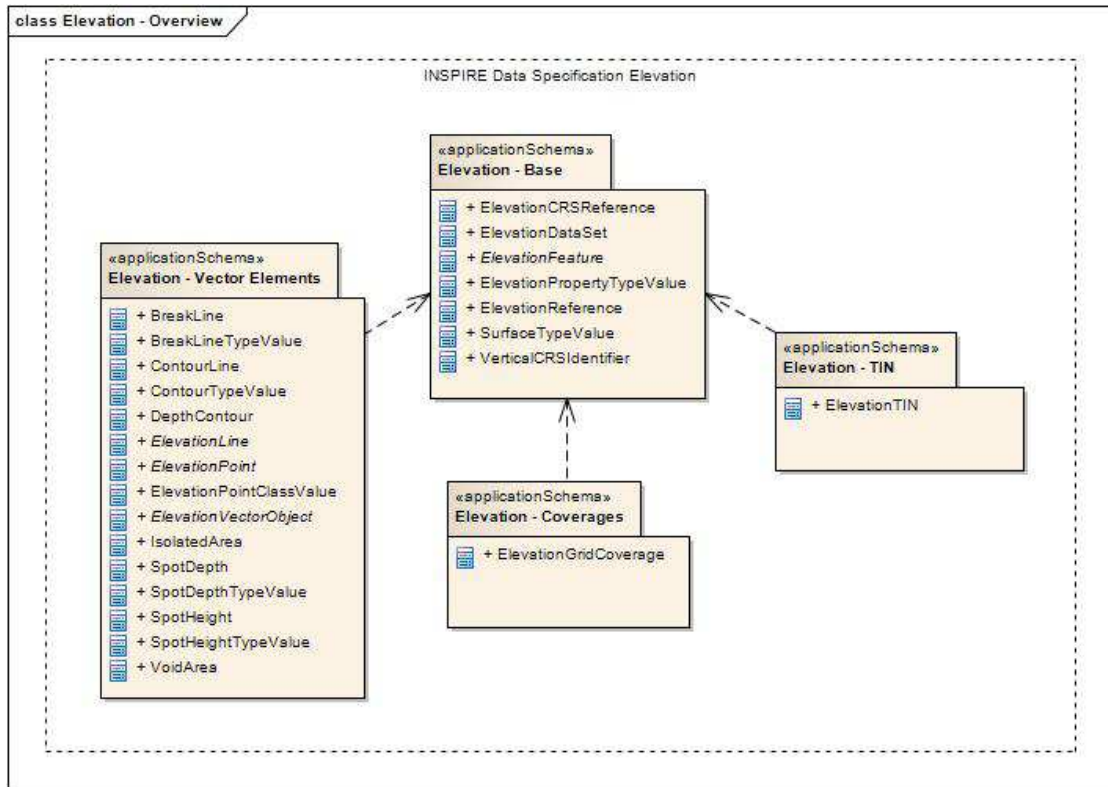 class Elevation - Overview
INSPIRE Data Specification Elevation
«applicationSchema»
Elevation - Base
+ ElevationCRSReference
+ ElevationDataSet
+ ElevationFeature
+ ElevationPropertyTypeValue
+ ElevationReference
+ SurfaceTypeValue
+ VerticalCRSIdentifier
«applicationSchema»
Elevation - Vector Elements
+ BreakLine
+ BreakLineTypeValue
+ ContourLine
+ ContourTypeValue
+ DepthContour
+ ElevationLine
+ ElevationPoint
+ ElevationPointClassValue
+ ElevationVectorObject
+ IsolatedArea
+ SpotDepth
+ SpotDepthTypeValue
+ SpotHeight
+ SpotHeightTypeValue
+ VoidArea
«applicationSchema»
Elevation - TIN
+ ElevationTIN
«applicationSchema»
Elevation - Coverages
+ ElevationGridCoverage